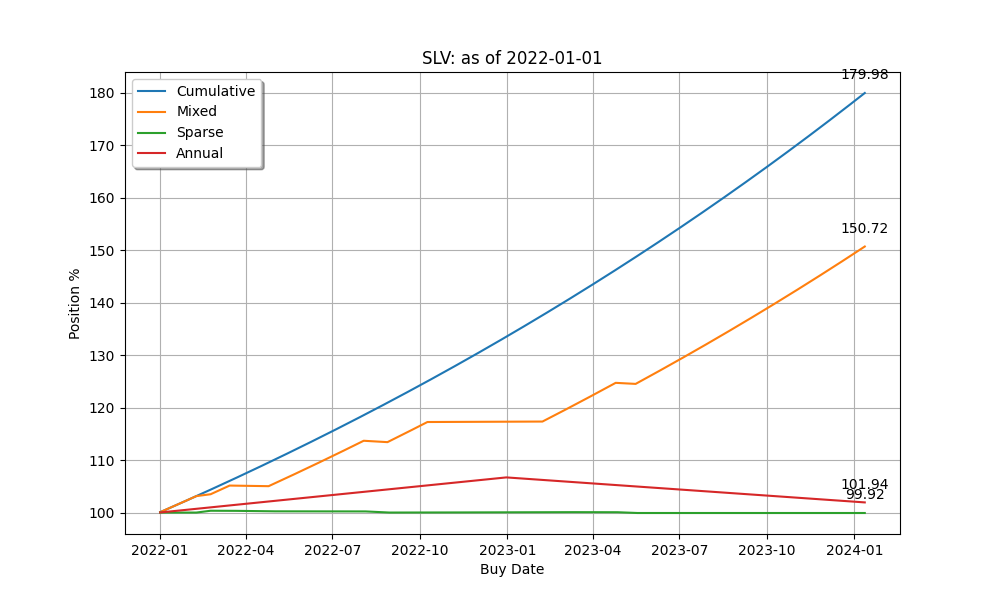 SLV: as of 2022-01-01
179.98
180
Cumulative
Mixed
Sparse
Annual
170
160
150
150.72
140
130
120
110
101.94
99.92
100
Position %
2022-01 2022-04 2022-07 2022-10 2023-01 2023-04 2023-07 2023-10 2024-01
Buy Date